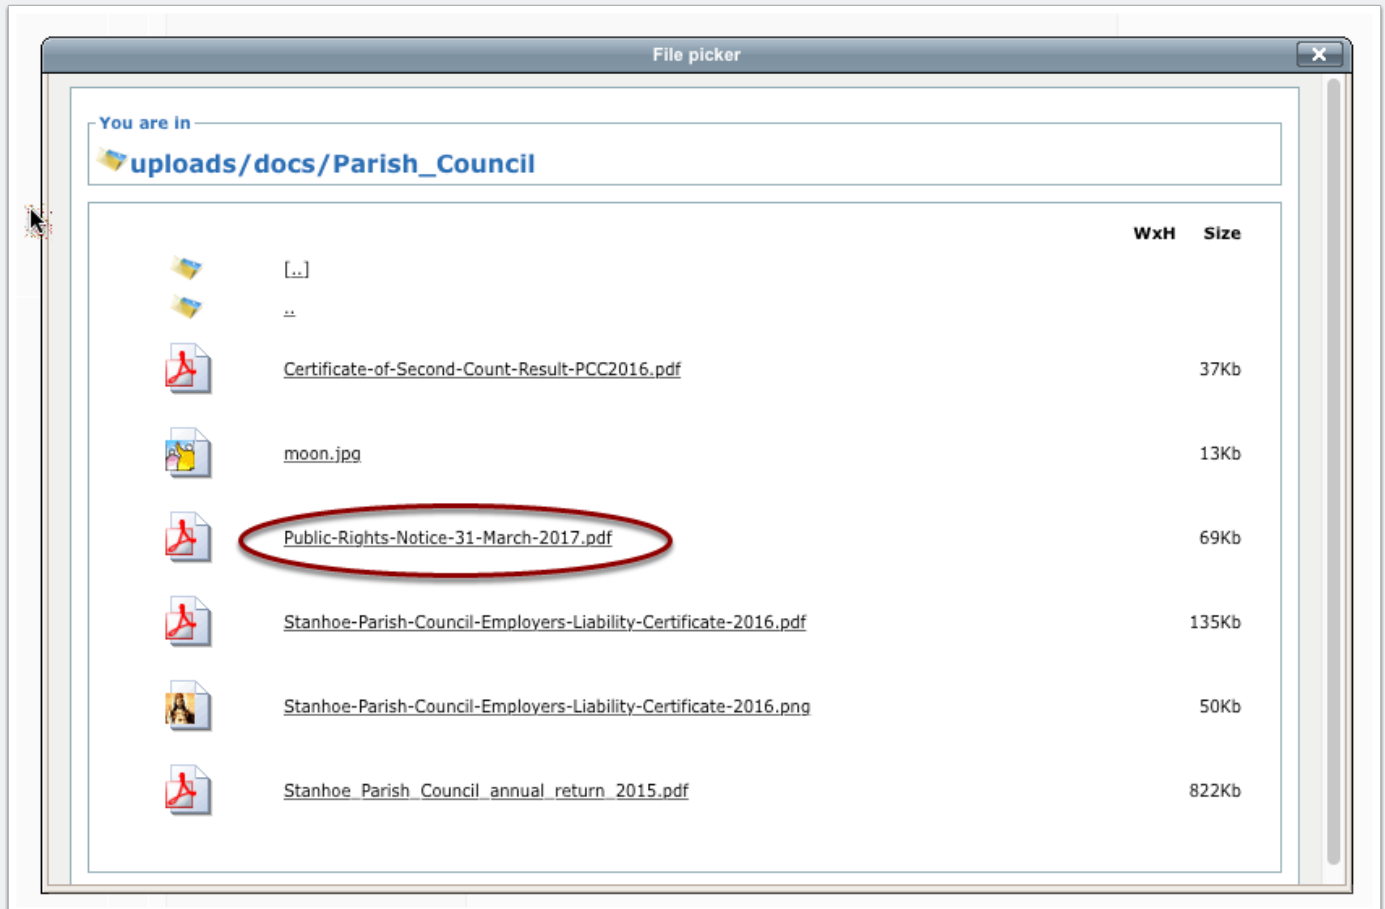 File picker
You are in
uploads/docs/Parish_Council
WxH Size
[..]
..
Certificate-of-Second-Count-Result-PCC2016.pdf 37Kb
moon.jpg 13Kb
Public-Rights-Notice-31-March-2017.pdf 69Kb
Stanhoe-Parish-Council-Employers-Liability-Certificate-2016.pdf 135Kb
Stanhoe-Parish-Council-Employers-Liability-Certificate-2016.png 50Kb
Stanhoe_Parish_Council_annual_return_2015.pdf 822Kb